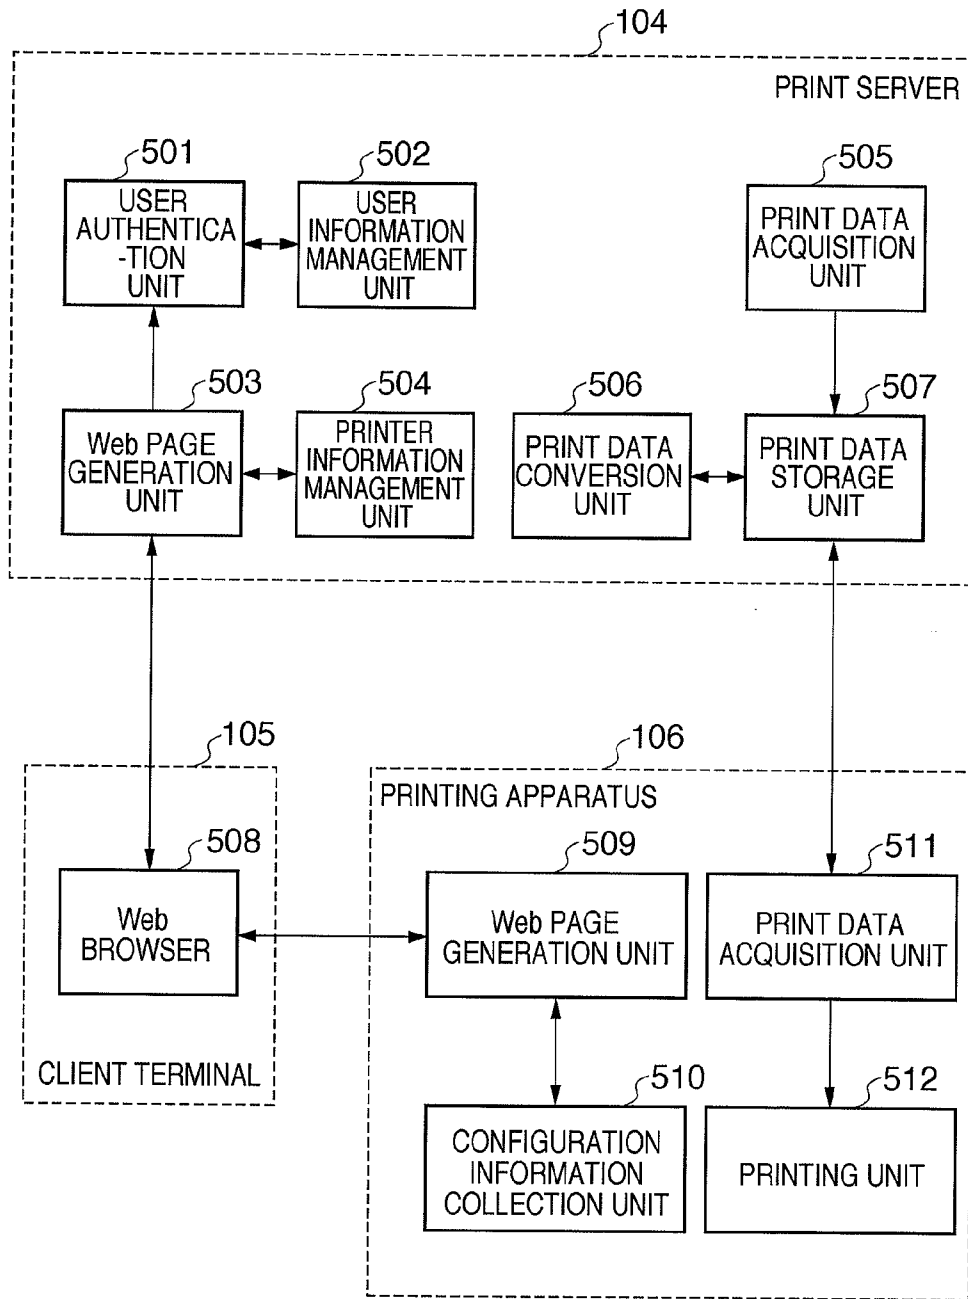 104
PRINT SERVER
501
USER
AUTHENTICA
-TION
UNIT
502
USER
INFORMATION
MANAGEMENT
UNIT
505
PRINT DATA
ACQUISITION
UNIT
503
Web PAGE
GENERATION
UNIT
504
PRINTER
INFORMATION
MANAGEMENT
UNIT
506
PRINT DATA
CONVERSION
UNIT
507
PRINT DATA
STORAGE
UNIT
105
508
Web
BROWSER
CLIENT TERMINAL
106
PRINTING APPARATUS
509
Web PAGE
GENERATION UNIT
511
PRINT DATA
ACQUISITION UNIT
510
CONFIGURATION
INFORMATION
COLLECTION UNIT
512
PRINTING UNIT